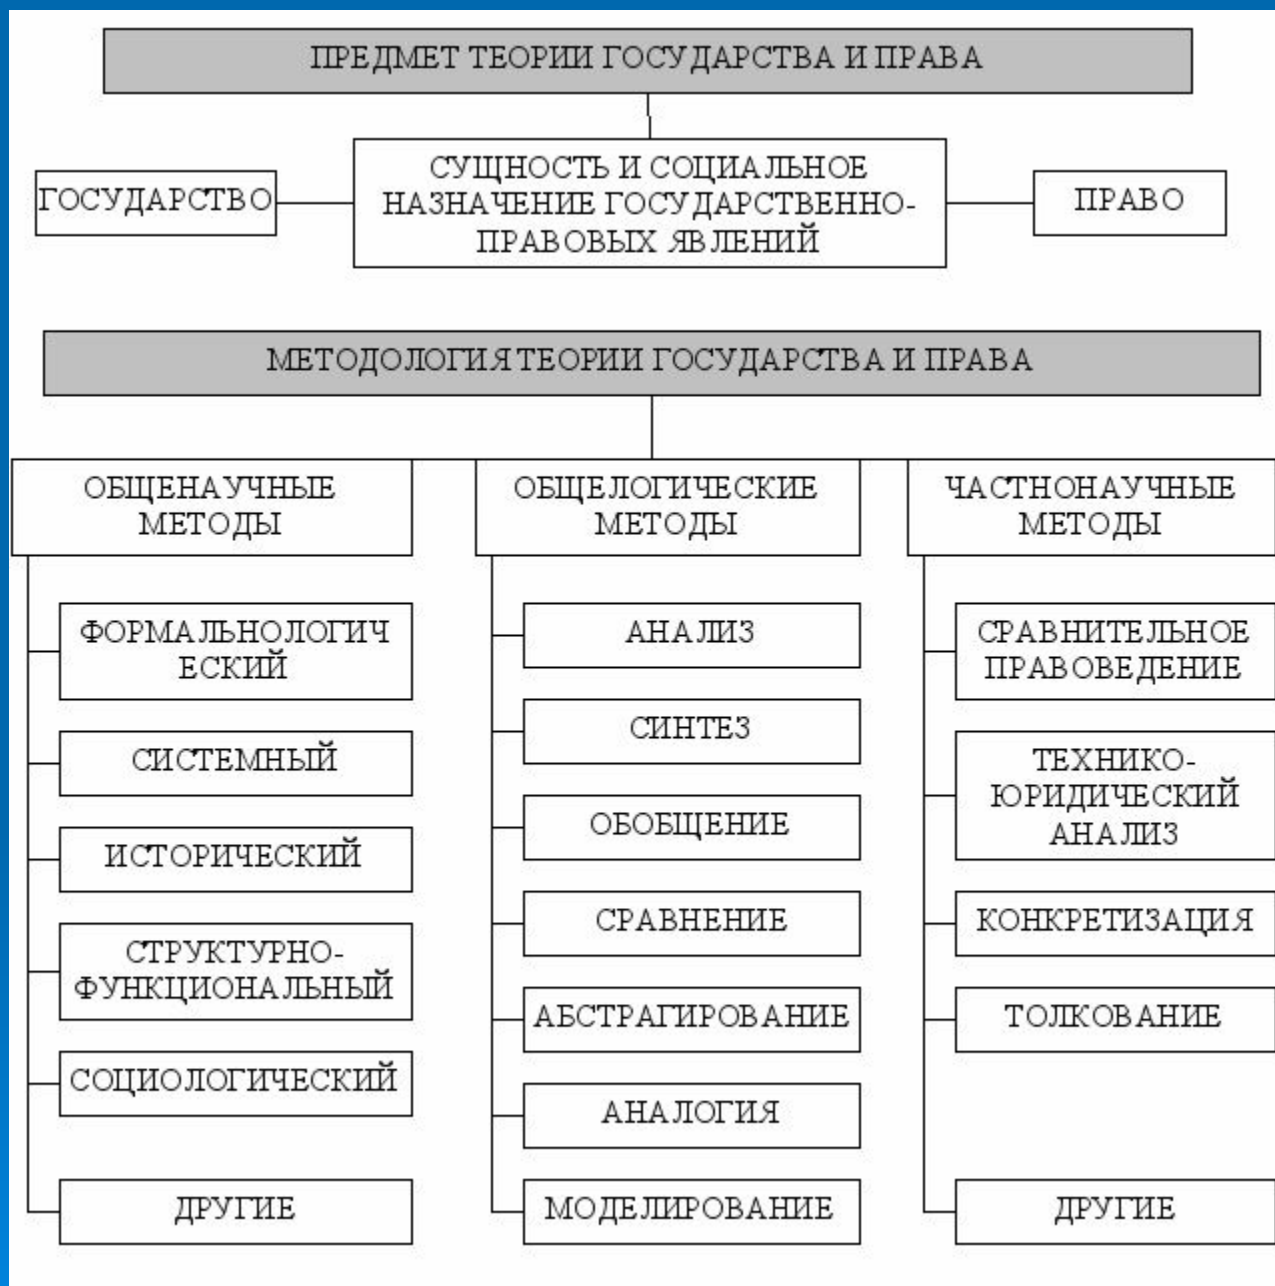 ПРЕДМЕТ ТЕОРИИ ГОСУДАРСТВА И ПРАВА
ГОСУДАРСТВО
СУЩНОСТЬ И СОЦИАЛЬНОЕ
НАЗНАЧЕНИЕ ГОСУДАРСТВЕННО-
ПРАВОВЫХ ЯВЛЕНИЙ
ПРАВО
МЕТОДОЛОГИЯ ТЕОРИИ ГОСУДАРСТВА И ПРАВА
ОБЩЕНАУЧНЫЕ
МЕТОДЫ
ФОРМАЛЬНОЛОГИЧ
ЕСКИЙ
СИСТЕМНЫЙ
ИСТОРИЧЕСКИЙ
СТРУКТУРНО-
ФУНКЦИОНАЛЬНЫЙ
СОЦИОЛОГИЧЕСКИЙ
ДРУГИЕ
ОБЩЕЛОГИЧЕСКИЕ
МЕТОДЫ
АНАЛИЗ
СИНТЕЗ
ОБОБЩЕНИЕ
СРАВНЕНИЕ
АБСТРАГИРОВАНИЕ
АНАЛОГИЯ
МОДЕЛИРОВАНИЕ
ЧАСТНОНАУЧНЫЕ
МЕТОДЫ
СРАВНИТЕЛЬНОЕ
ПРАВОВЕДЕНИЕ
ТЕХНИКО-
ЮРИДИЧЕСКИЙ
АНАЛИЗ
КОНКРЕТИЗАЦИЯ
ТОЛКОВАНИЕ
ДРУГИЕ